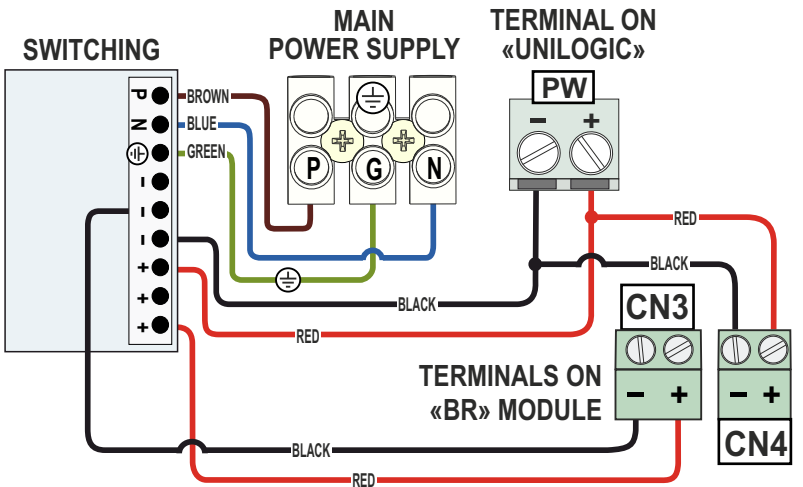 SWITCHING
MAIN
POWER SUPPLY
TERMINAL ON
«UNILOGIC»
PW
- +
P
N
-
-
-
+
+
+
BROWN
BLUE
GREEN
P G N
RED
BLACK
BLACK
RED
CN3
TERMINALS ON
«BR» MODULE
- +
- +
CN4
BLACK
RED